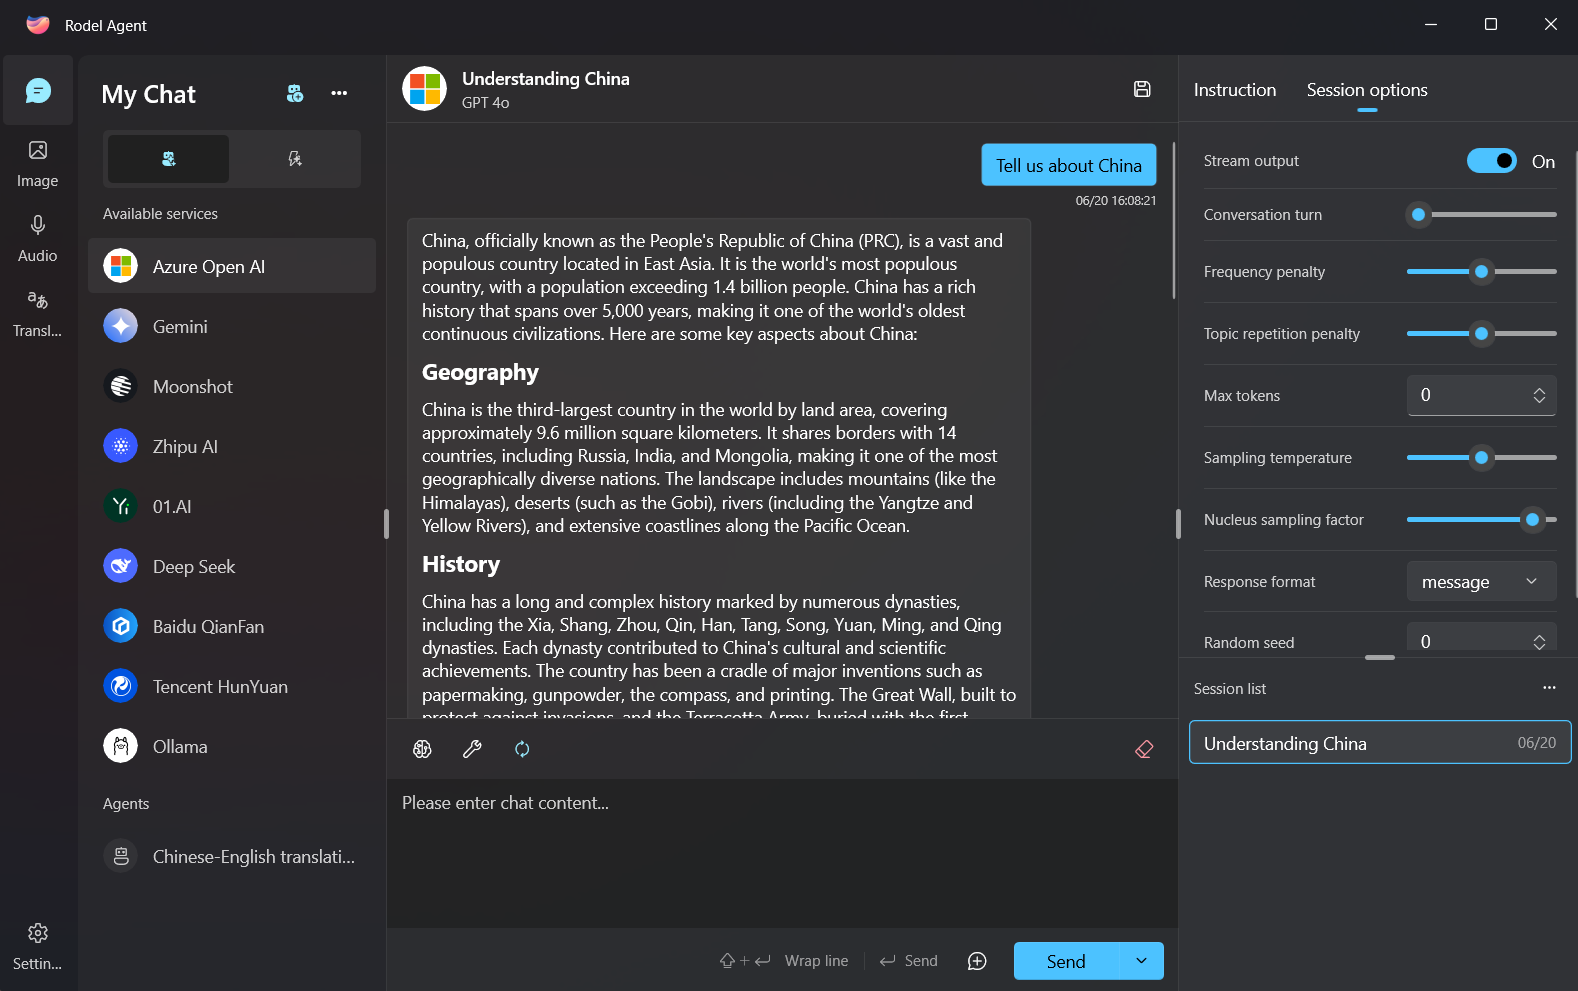 Rodel Agent
Image
Audio
Transl...
Settin...
My Chat
Available services
Azure Open AI
Gemini
Moonshot
Zhipu AI
01.AI
Deep Seek
Baidu QianFan
Tencent HunYuan
Ollama
Agents
Chinese-English translati...
Understanding China
GPT 4o
Tell us about China
06/20 16:08:21
China, officially known as the People's Republic of China (PRC), is a vast and
populous country located in East Asia. It is the world's most populous
country, with a population exceeding 1.4 billion people. China has a rich
history that spans over 5,000 years, making it one of the world's oldest
continuous civilizations. Here are some key aspects about China:
Geography
China is the third-largest country in the world by land area, covering
approximately 9.6 million square kilometers. It shares borders with 14
countries, including Russia, India, and Mongolia, making it one of the most
geographically diverse nations. The landscape includes mountains (like the
Himalayas), deserts (such as the Gobi), rivers (including the Yangtze and
Yellow Rivers), and extensive coastlines along the Pacific Ocean.
History
China has a long and complex history marked by numerous dynasties,
including the Xia, Shang, Zhou, Qin, Han, Tang, Song, Yuan, Ming, and Qing
dynasties. Each dynasty contributed to China's cultural and scientific
achievements. The country has been a cradle of major inventions such as
papermaking, gunpowder, the compass, and printing. The Great Wall, built to
protect against invasions, and the Terracotta Army, buried with the first
Please enter chat content...
Wrap line
Send
Send
Instruction
Session options
Stream output On
Conversation turn
Frequency penalty
Topic repetition penalty
Max tokens 0
Sampling temperature
Nucleus sampling factor
Response format message
Random seed 0
Session list
Understanding China 06/20